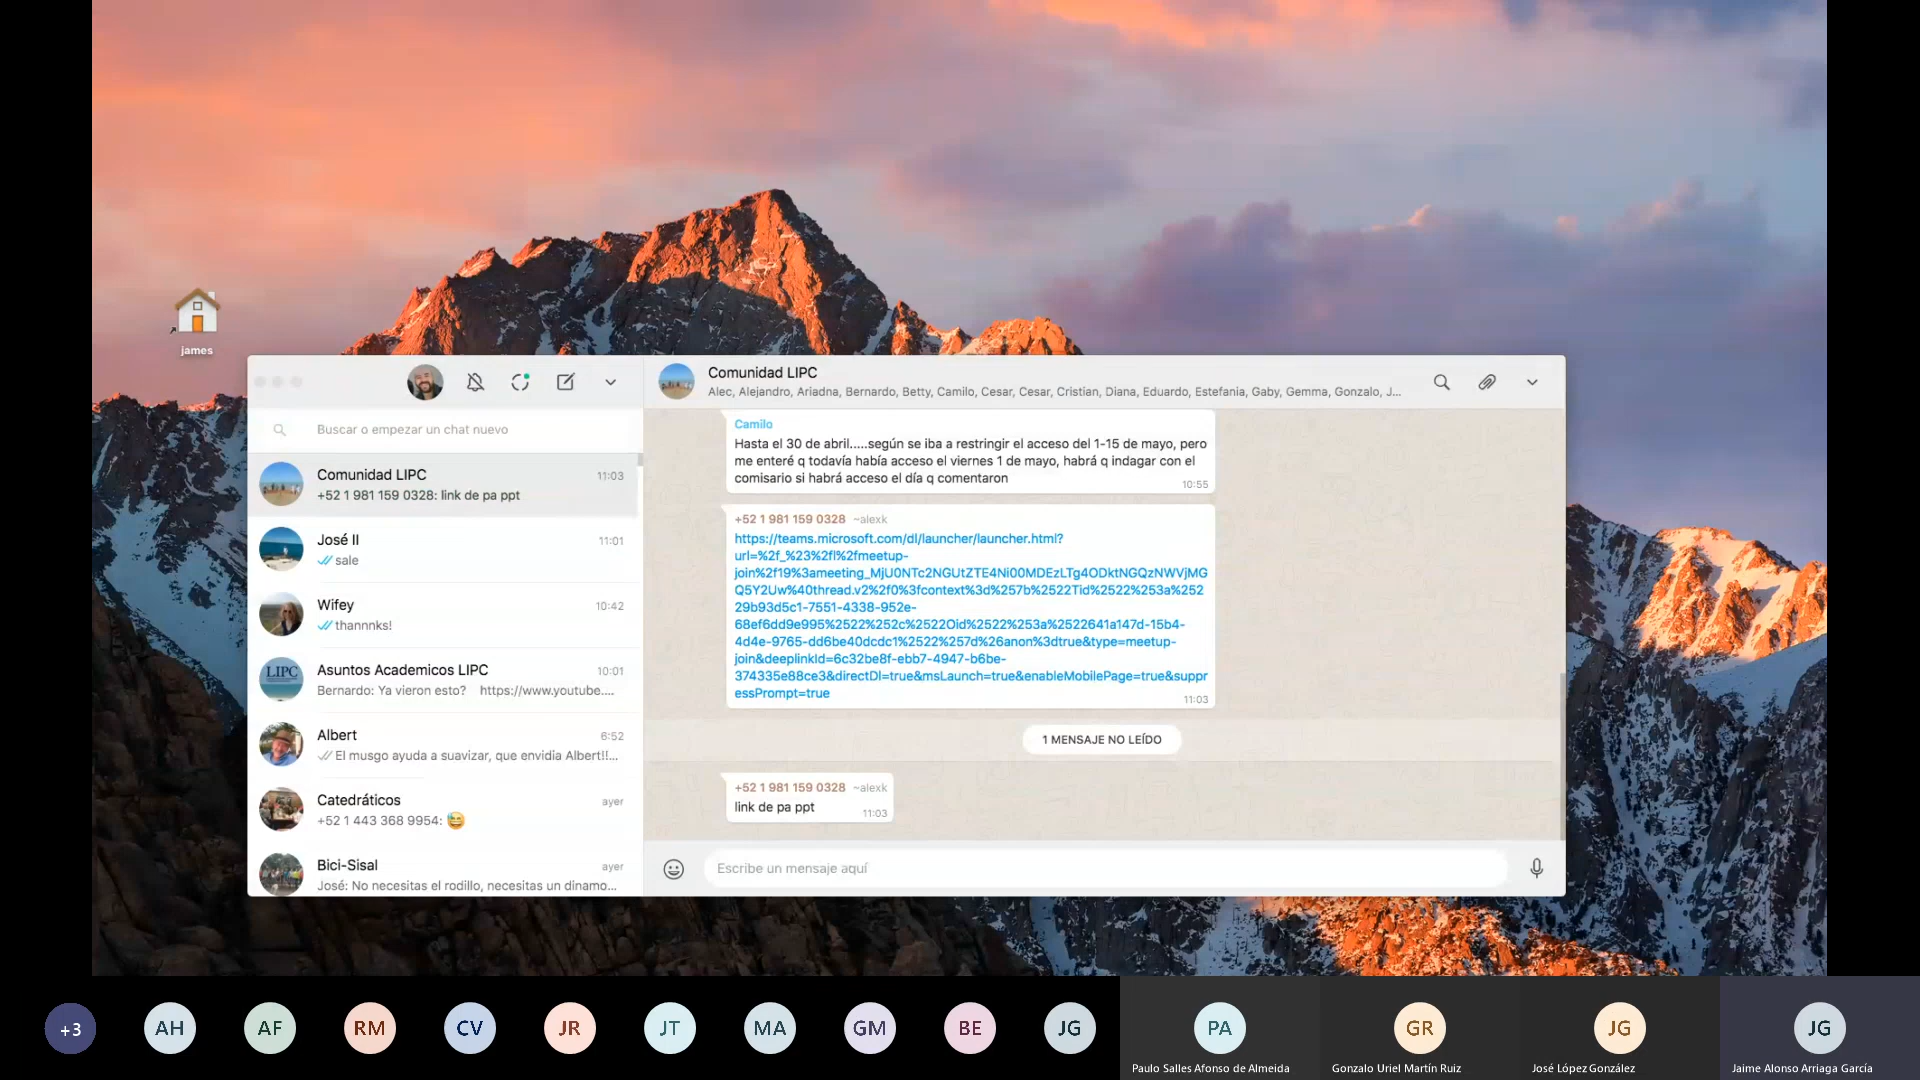 james
Buscar o empezar un chat nuevo
Comunidad LIPC
11:03
+52 1 981 159 0328: link de pa ppt
José II
11:01
sale
Wifey
10:42
thannnks!
Asuntos Academicos LIPC
10:01
Bernardo: Ya vieron esto? https://www.youtube....
LIPC
Albert
6:52
El musgo ayuda a suavizar, que envidia Albert!!...
Catedráticos
ayer
+52 1 443 368 9954: 😅
Bici-Sisal
ayer
José: No necesitas el rodillo, necesitas un dinamo...
Comunidad LIPC
Alec, Alejandro, Ariadna, Bernardo, Betty, Camilo, Cesar, Cesar, Cristian, Diana, Eduardo, Estefania, Gaby, Gemma, Gonzalo, J...
Camilo
Hasta el 30 de abril.....según se iba a restringir el acceso del 1-15 de mayo, pero
me enteré q todavía había acceso el viernes 1 de mayo, habrá q indagar con el
comisario si habrá acceso el día q comentaron
10:55
+52 1 981 159 0328 ~alexk
https://teams.microsoft.com/dl/launcher/launcher.html?
url=%2f_%23%2fl%2fmeetup-
join%2f19%3ameeting_MjU0NTc2NGUtZTE4Ni00MDEzLTg4ODktNGQzNWVjMG
Q5Y2Uw%40thread.v2%2f0%3fcontext%3d%257b%2522Tid%2522%253a%252
29b93d5c1-7551-4338-952e-
68ef6dd9e995%2522%252c%2522Oid%2522%253a%2522641a147d-15b4-
4d4e-9765-dd6be40dcdc1%2522%257d%26anon%3dtrue&type=meetup-
join&deeplinkId=6c32be8f-ebb7-4947-b6be-
374335e88ce3&directDl=true&msLaunch=true&enableMobilePage=true&suppr
essPrompt=true
11:03
1 MENSAJE NO LEÍDO
+52 1 981 159 0328 ~alexk
link de pa ppt
11:03
Escribe un mensaje aquí
+3
AH
AF
RM
CV
JR
JT
MA
GM
BE
JG
PA
Paulo Salles Afonso de Almeida
GR
Gonzalo Uriel Martín Ruiz
JG
José López González
JG
Jaime Alonso Arriaga García